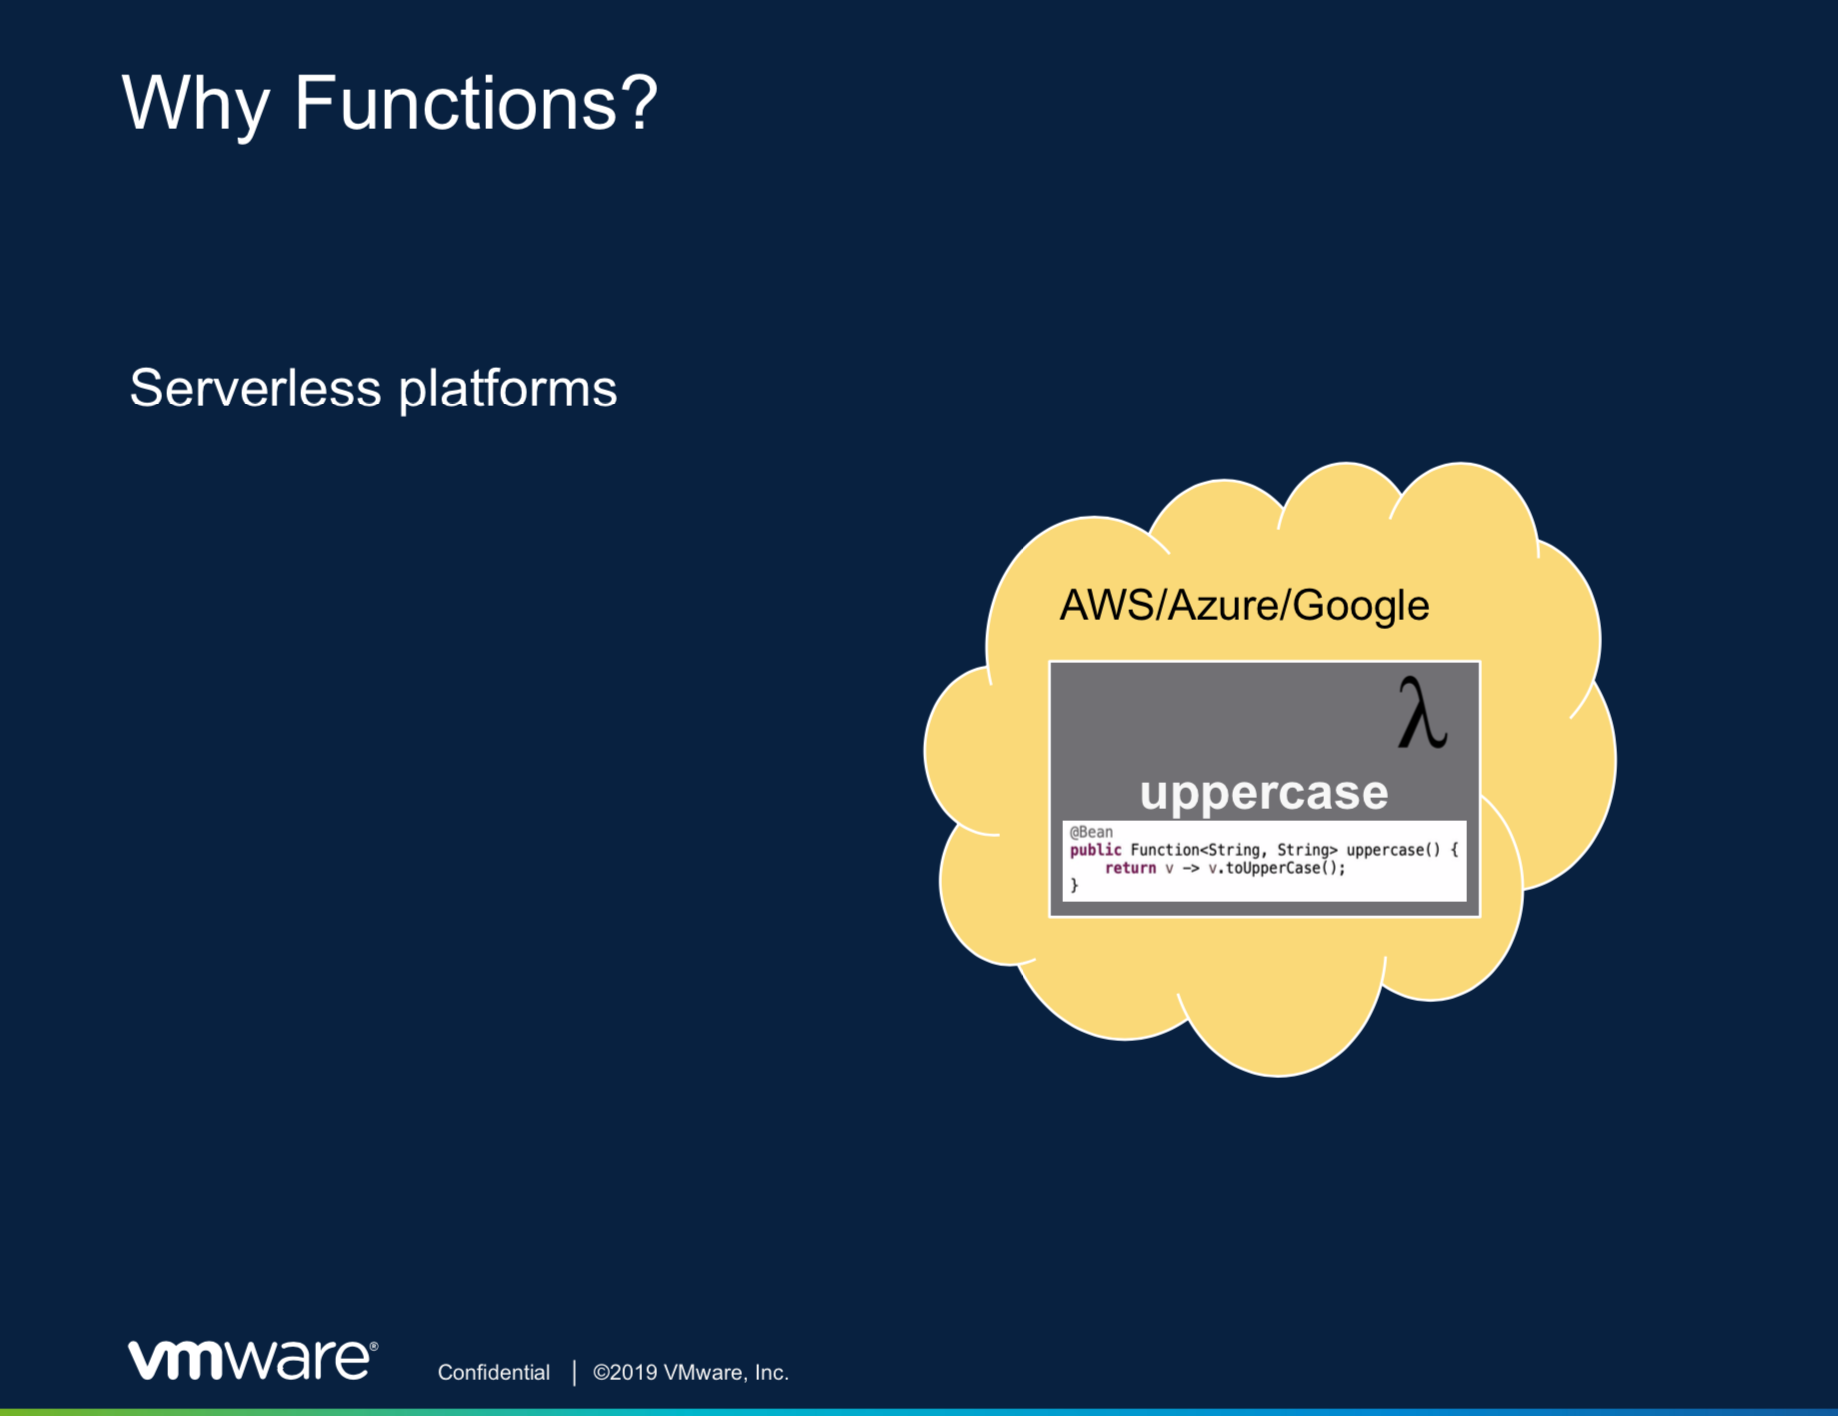 Why Functions?
Serverless platforms
AWS/Azure/Google
λ
uppercase
@Bean
public Function<String, String> uppercase() {
    return v -> v.toUpperCase();
}
vmware®
Confidential | ©2019 VMware, Inc.